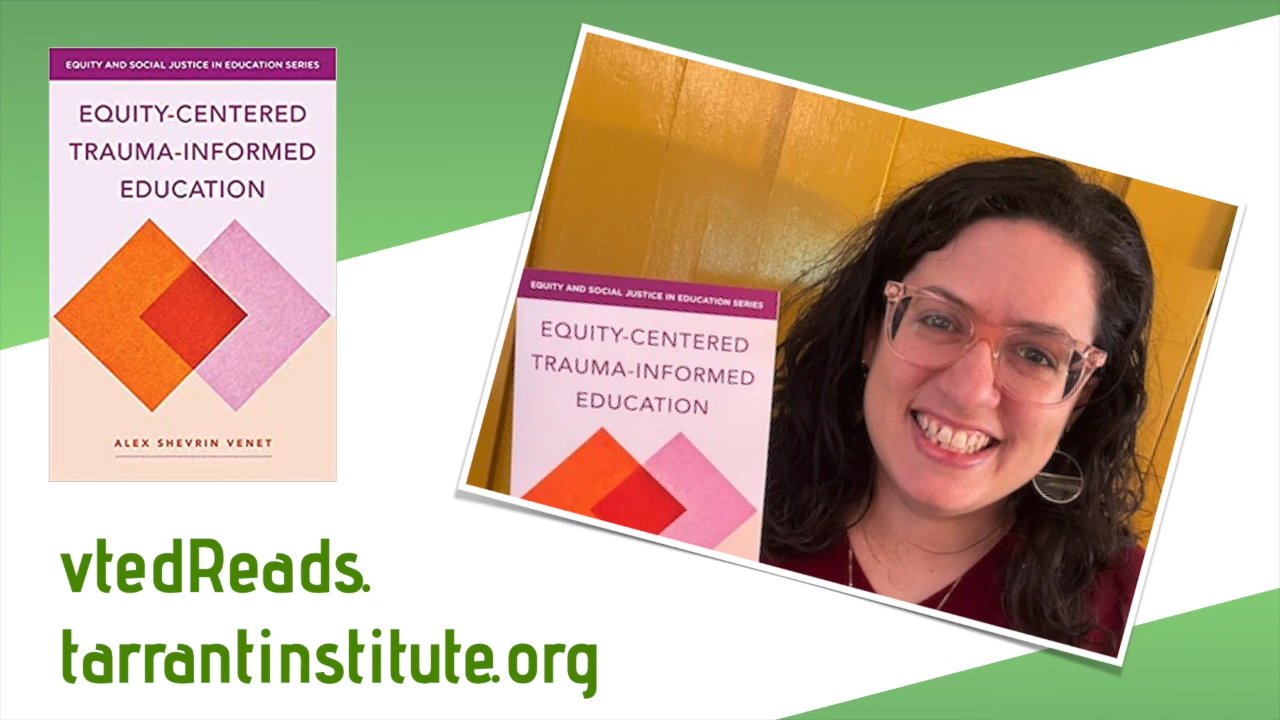 EQUITY AND SOCIAL JUSTICE IN EDUCATION SERIES
EQUITY-CENTERED
TRAUMA-INFORMED
EDUCATION
ALEX SHEVRIN VENET
EQUITY AND SOCIAL JUSTICE IN EDUCATION SERIES
EQUITY-CENTERED
TRAUMA-INFORMED
EDUCATION
vtedReads.
tarrantinstitute.org